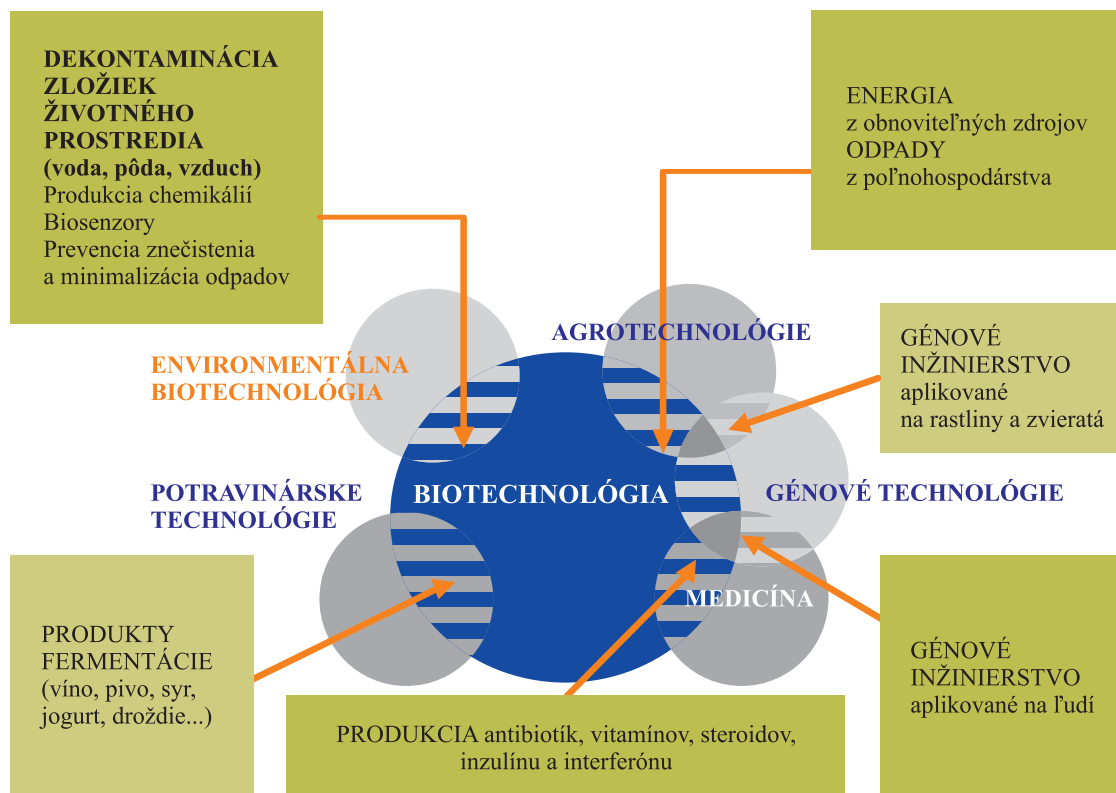 DEKONTAMINÁCIA
ZLOŽIEK
ŽIVOTNÉHO
PROSTREDIA
(voda, pôda, vzduch)
Produkcia chemikálií
Biosenzory
Prevencia znečistenia
a minimalizácia odpadov
ENERGIA
z obnoviteľných zdrojov
ODPADY
z poľnohospodárstva
AGROTECHNOLÓGIE
GÉNOVÉ
INŽINIERSTVO
aplikované
na rastliny a zvieratá
ENVIRONMENTÁLNA
BIOTECHNOLÓGIA
POTRAVINÁRSKE
TECHNOLÓGIE
BIOTECHNOLÓGIA
GÉNOVÉ TECHNOLÓGIE
MEDICÍNA
PRODUKTY
FERMENTÁCIE
(víno, pivo, syr,
jogurt, droždie...)
GÉNOVÉ
INŽINIERSTVO
aplikované na ľudí
PRODUKCIA antibiotík, vitamínov, steroidov,
inzulínu a interferónu